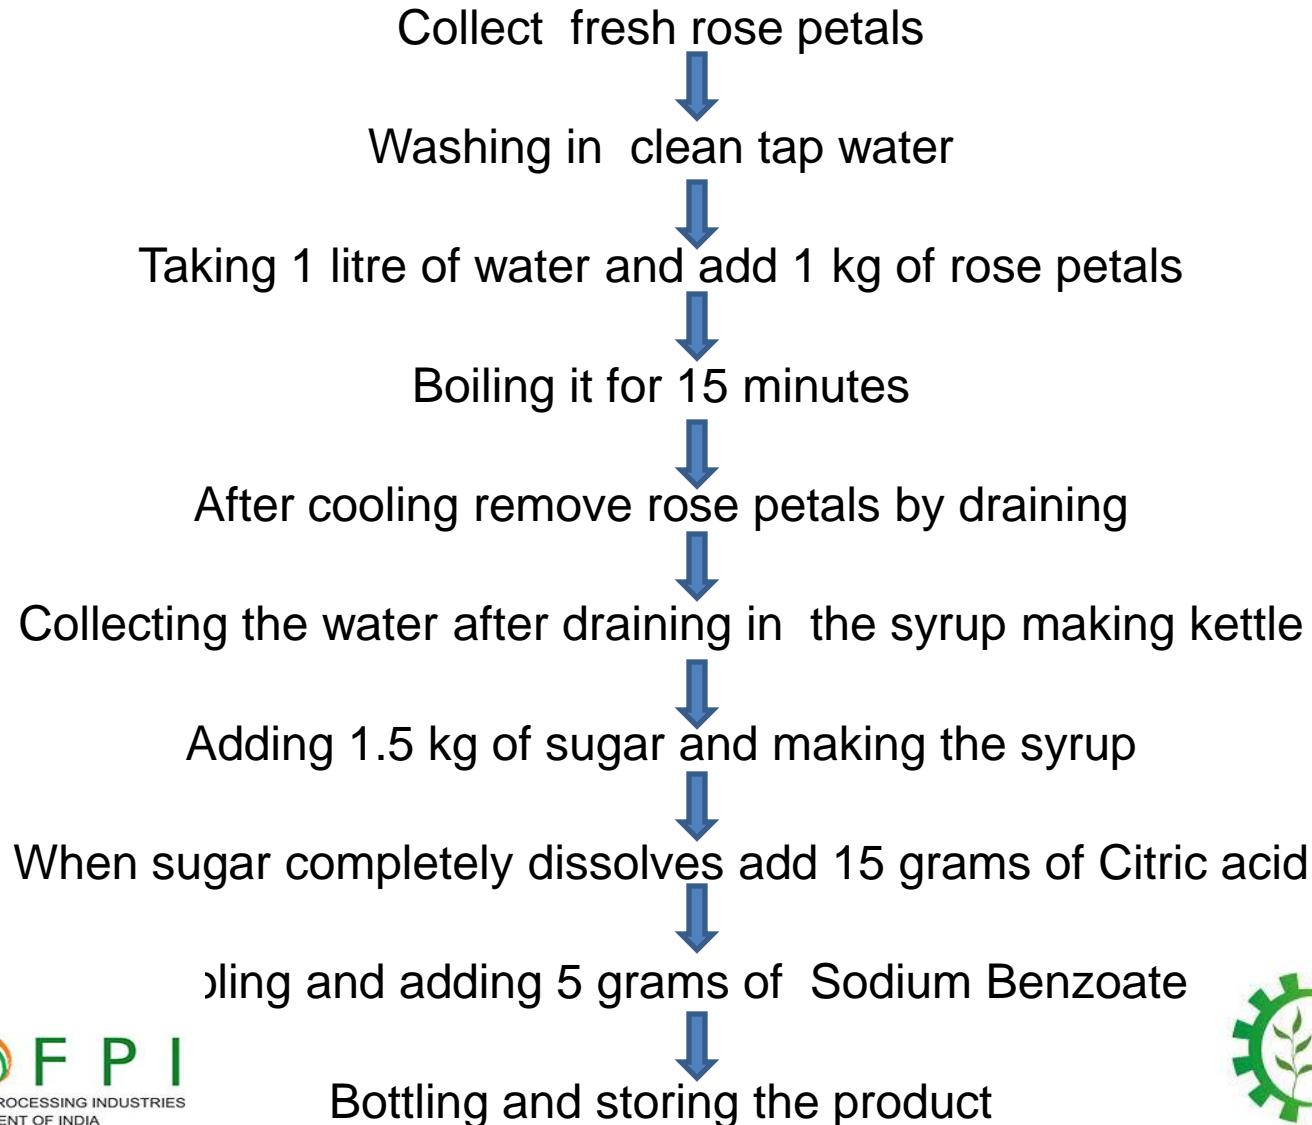 Collect fresh rose petals
Washing in clean tap water
Taking 1 litre of water and add 1 kg of rose petals
Boiling it for 15 minutes
After cooling remove rose petals by draining
Collecting the water after draining in the syrup making kettle
Adding 1.5 kg of sugar and making the syrup
When sugar completely dissolves add 15 grams of Citric acid
and adding 5 grams of Sodium Benzoate
Bottling and storing the product
F P I
PROCESSING INDUSTRIES
OF INDIA